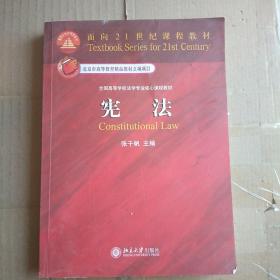 面向21世纪课程教材
Textbook Series for 21st Century
北京市高等教育精品教材立项项目
全国高等学校法学专业核心课程教材
宪法
Constitutional Law
张千帆 主编
北京大学出版社